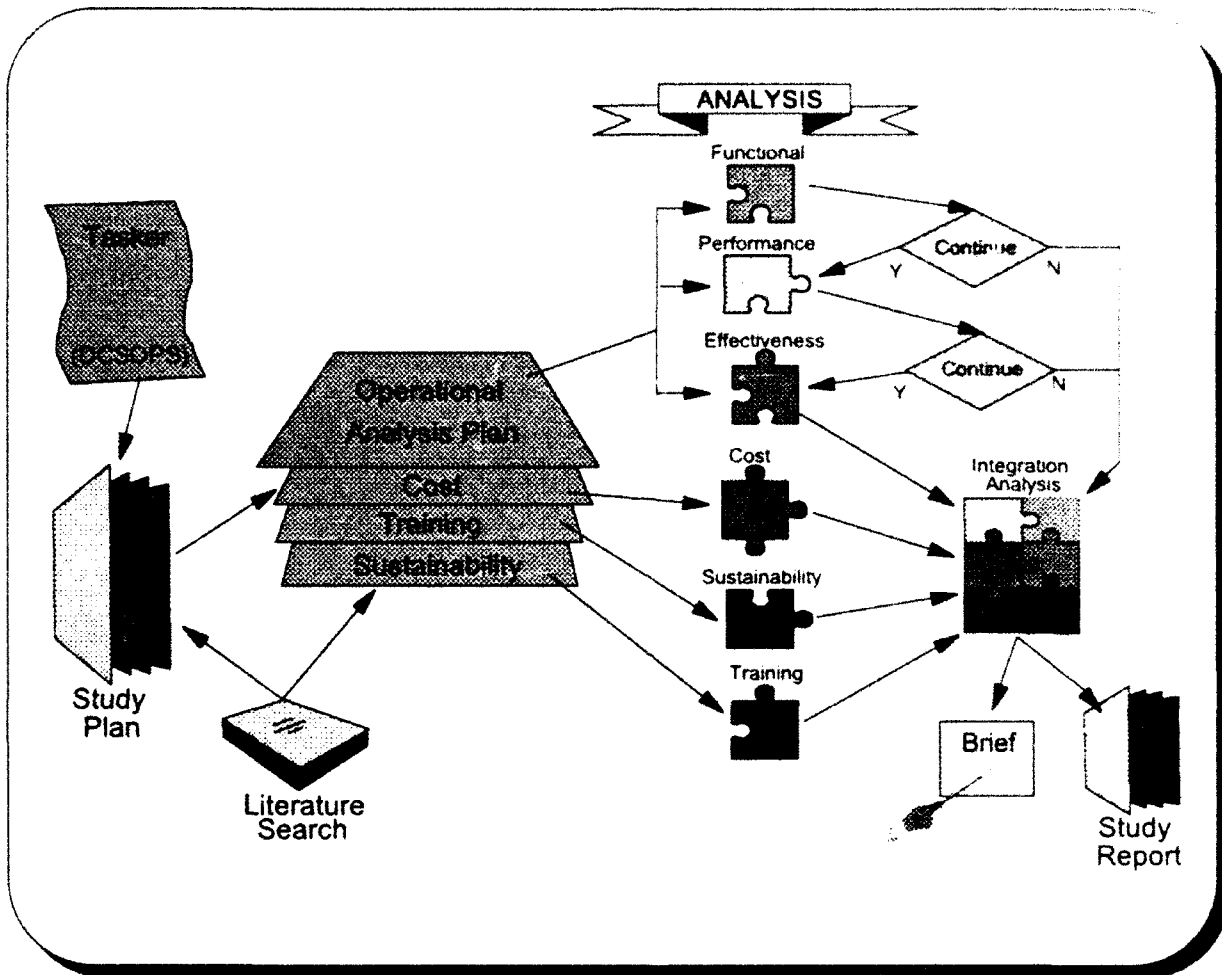 ANALYSIS
Functional
Tasker
(DCSOPS)
Performance
Continue
Y
N
Effectiveness
Continue
Y
N
Operational
Analysis Plan
Cost
Training
Sustainability
Cost
Integration
Analysis
Sustainability
Training
Study
Plan
Literature
Search
Brief
Study
Report